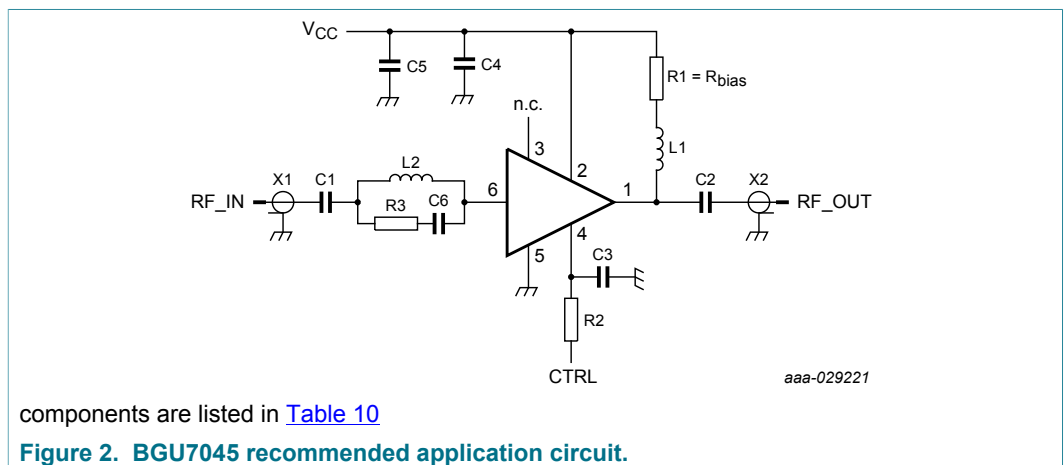 VCC
C5
C4
R1 = Rbias
n.c.
3
L1
L2
2
X1
C1
6
1
C2
X2
RF_IN
R3
C6
RF_OUT
4
5
C3
R2
CTRL
aaa-029221
components are listed in Table 10
Figure 2. BGU7045 recommended application circuit.